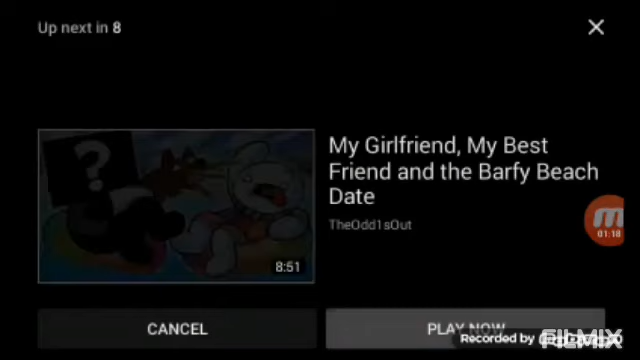 Up next in 8
My Girlfriend, My Best
Friend and the Barfy Beach
Date
TheOdd1sOut
?
8:51
01:18
CANCEL
PLAY NOW
Recorded by
FILMIX